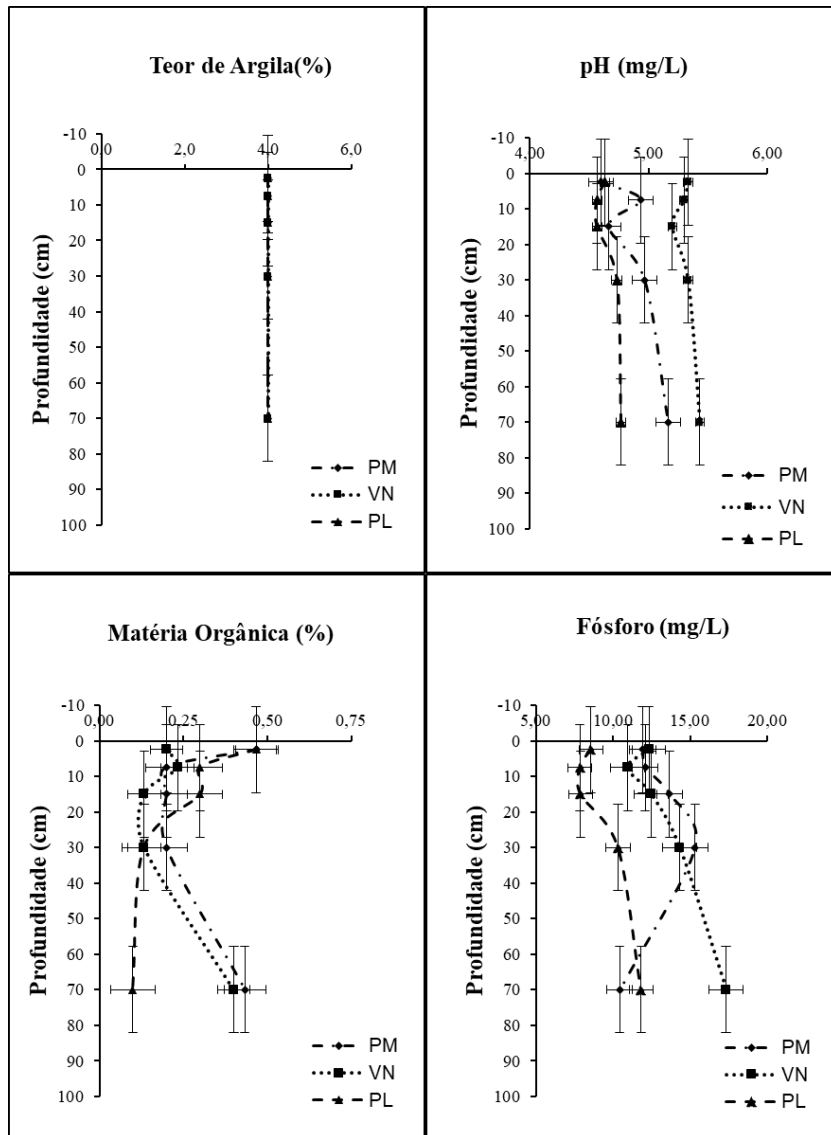 Teor de Argila(%)
-10
0,0 2,0 4,0 6,0
0
10
20
30
40
50
60
70
80
90
100
Profundidade (cm)
PM
VN
PL
pH (mg/L)
-10
4,00 5,00 6,00
0
10
20
30
40
50
60
70
80
90
100
Profundidade (cm)
PM
VN
PL
Matéria Orgânica (%)
-10
0,00 0,25 0,50 0,75
0
10
20
30
40
50
60
70
80
90
100
Profundidade (cm)
PM
VN
PL
Fósforo (mg/L)
-10
5,00 10,00 15,00 20,00
0
10
20
30
40
50
60
70
80
90
100
Profundidade (cm)
PM
VN
PL